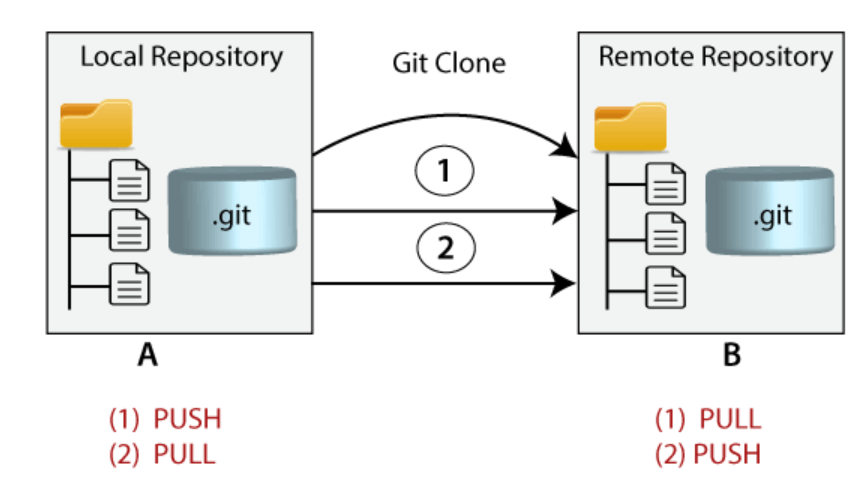 Local Repository
Git Clone
Remote Repository
1
.git
.git
2
A
B
(1) PUSH
(2) PULL
(1) PULL
(2) PUSH